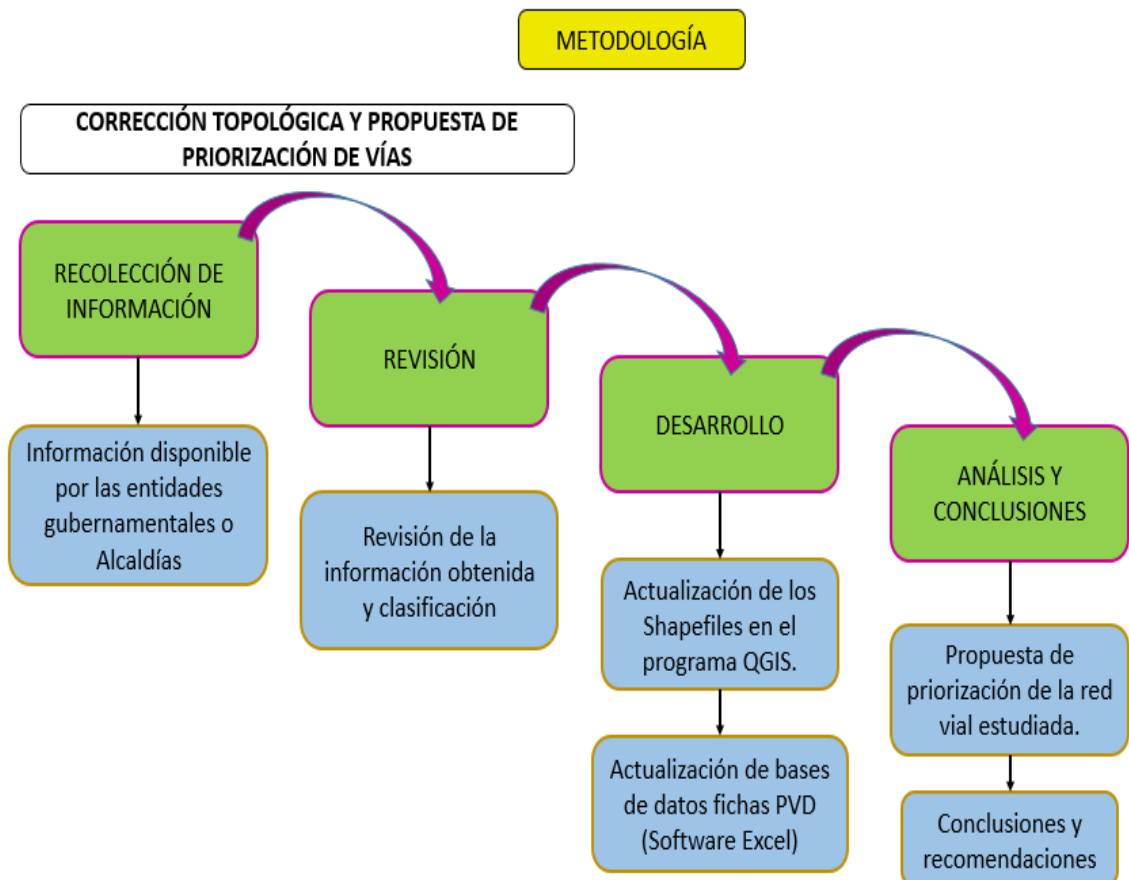 METODOLOGÍA
CORRECCIÓN TOPOLÓGICA Y PROPUESTA DE
PRIORIZACIÓN DE VÍAS
RECOLECCIÓN DE
INFORMACIÓN
Información disponible
por las entidades
gubernamentales o
Alcaldías
REVISIÓN
Revisión de la
información obtenida
y clasificación
DESARROLLO
Actualización de los
Shapefiles en el
programa QGIS.
Actualización de bases
de datos fichas PVD
(Software Excel)
ANÁLISIS Y
CONCLUSIONES
Propuesta de
priorización de la red
vial estudiada.
Conclusiones y
recomendaciones